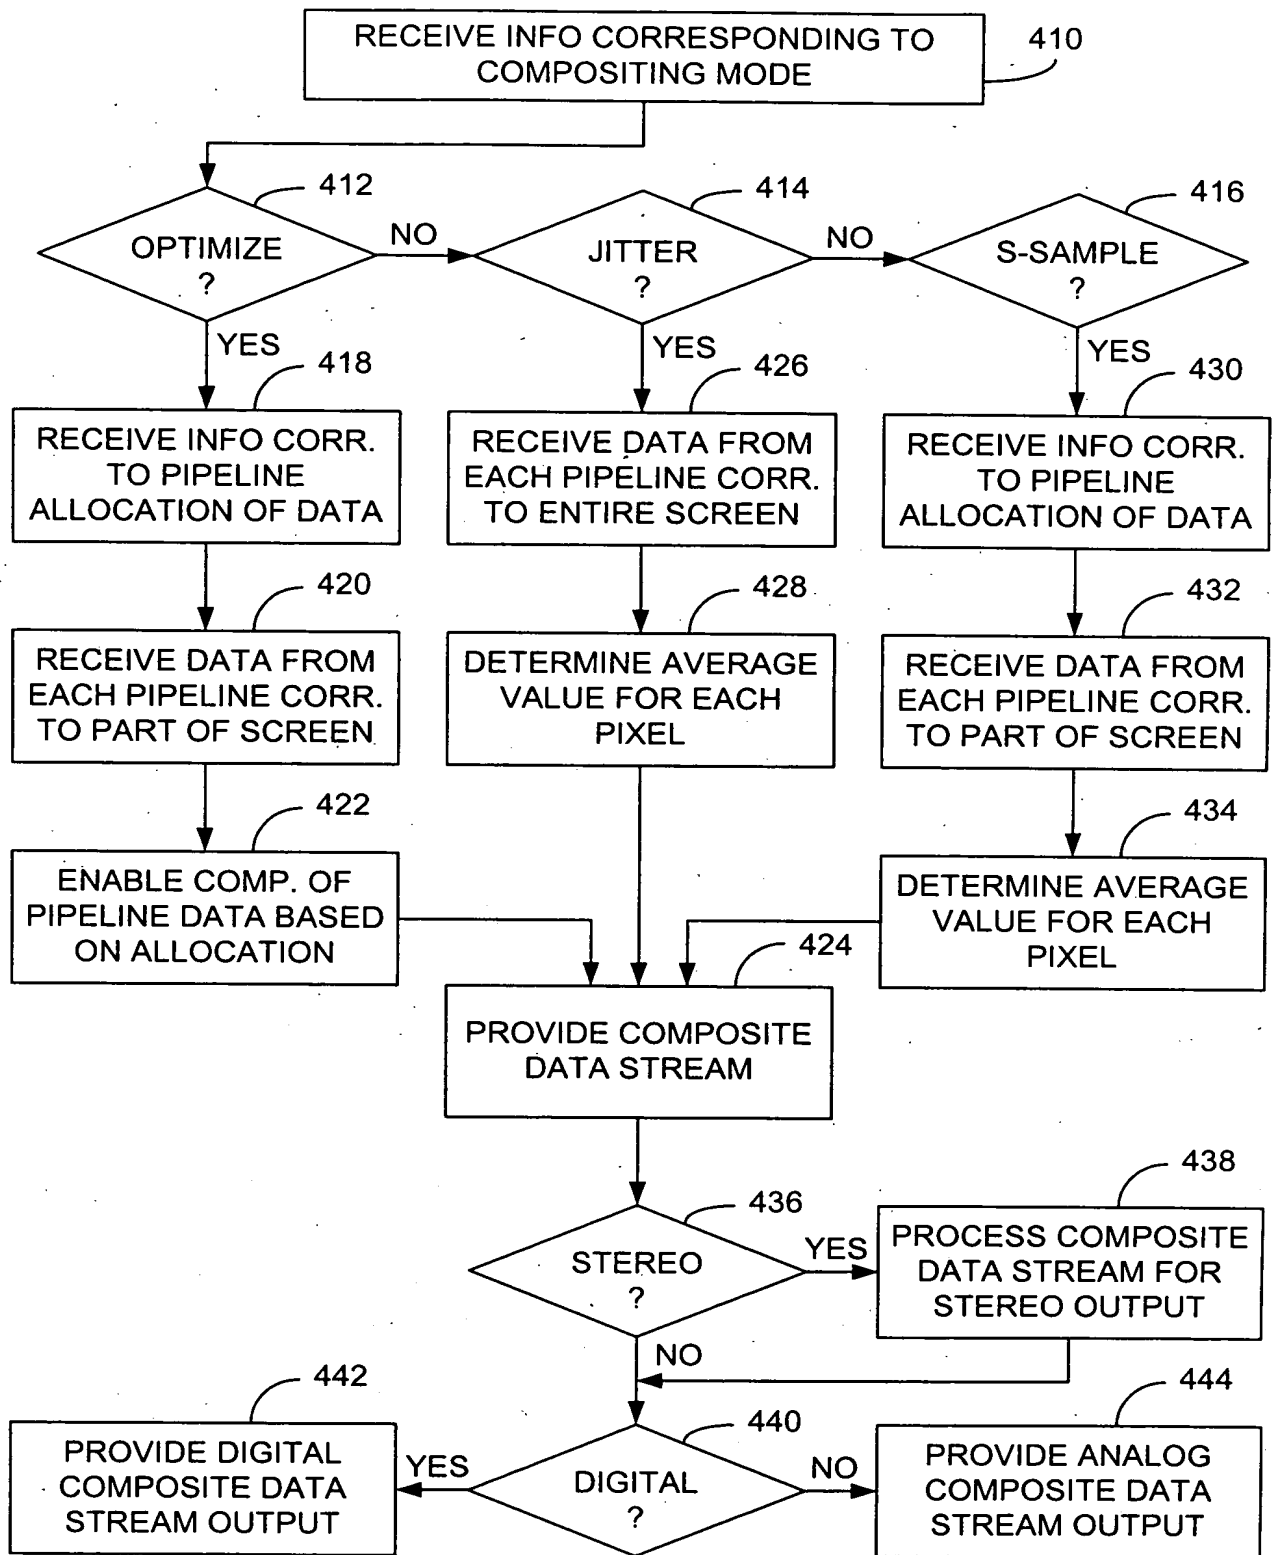 RECEIVE INFO CORRESPONDING TO
COMPOSITING MODE
410
412
414
416
OPTIMIZE
?
NO
JITTER
?
NO
S-SAMPLE
?
YES
YES
YES
418
426
430
RECEIVE INFO CORR.
TO PIPELINE
ALLOCATION OF DATA
RECEIVE DATA FROM
EACH PIPELINE CORR.
TO ENTIRE SCREEN
RECEIVE INFO CORR.
TO PIPELINE
ALLOCATION OF DATA
420
428
432
RECEIVE DATA FROM
EACH PIPELINE CORR.
TO PART OF SCREEN
DETERMINE AVERAGE
VALUE FOR EACH
PIXEL
RECEIVE DATA FROM
EACH PIPELINE CORR.
TO PART OF SCREEN
422
434
ENABLE COMP. OF
PIPELINE DATA BASED
ON ALLOCATION
DETERMINE AVERAGE
VALUE FOR EACH
PIXEL
424
PROVIDE COMPOSITE
DATA STREAM
436
438
STEREO
?
YES
PROCESS COMPOSITE
DATA STREAM FOR
STEREO OUTPUT
NO
442
440
444
PROVIDE DIGITAL
COMPOSITE DATA
STREAM OUTPUT
YES
DIGITAL
?
NO
PROVIDE ANALOG
COMPOSITE DATA
STREAM OUTPUT